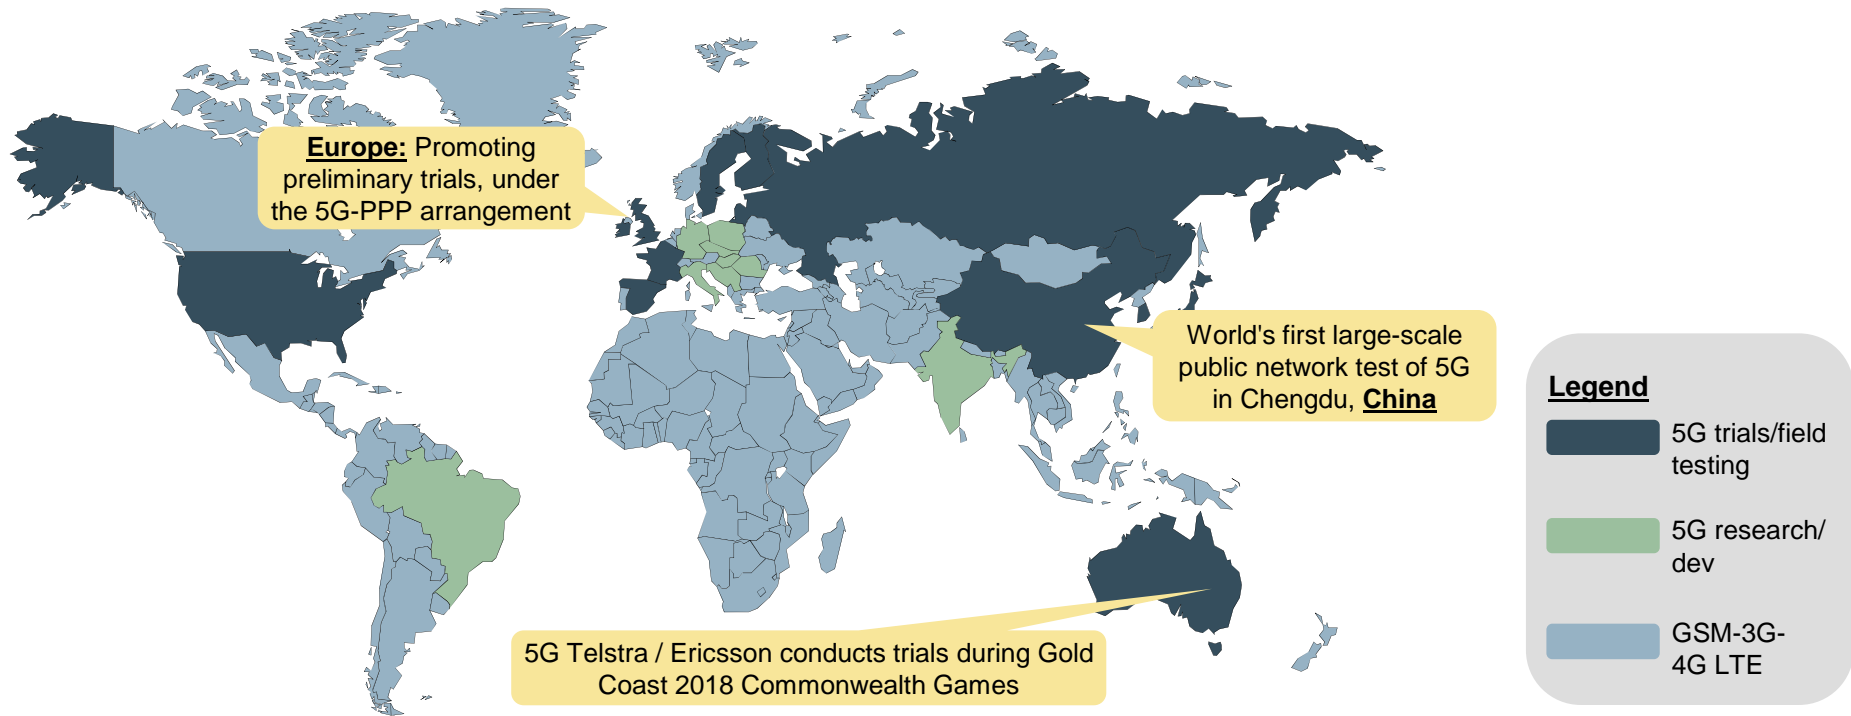 Europe: Promoting
preliminary trials, under
the 5G-PPP arrangement
World's first large-scale
public network test of 5G
in Chengdu, China
5G Telstra / Ericsson conducts trials during Gold
Coast 2018 Commonwealth Games
Legend
5G trials/field
testing
5G research/
dev
GSM-3G-
4G LTE